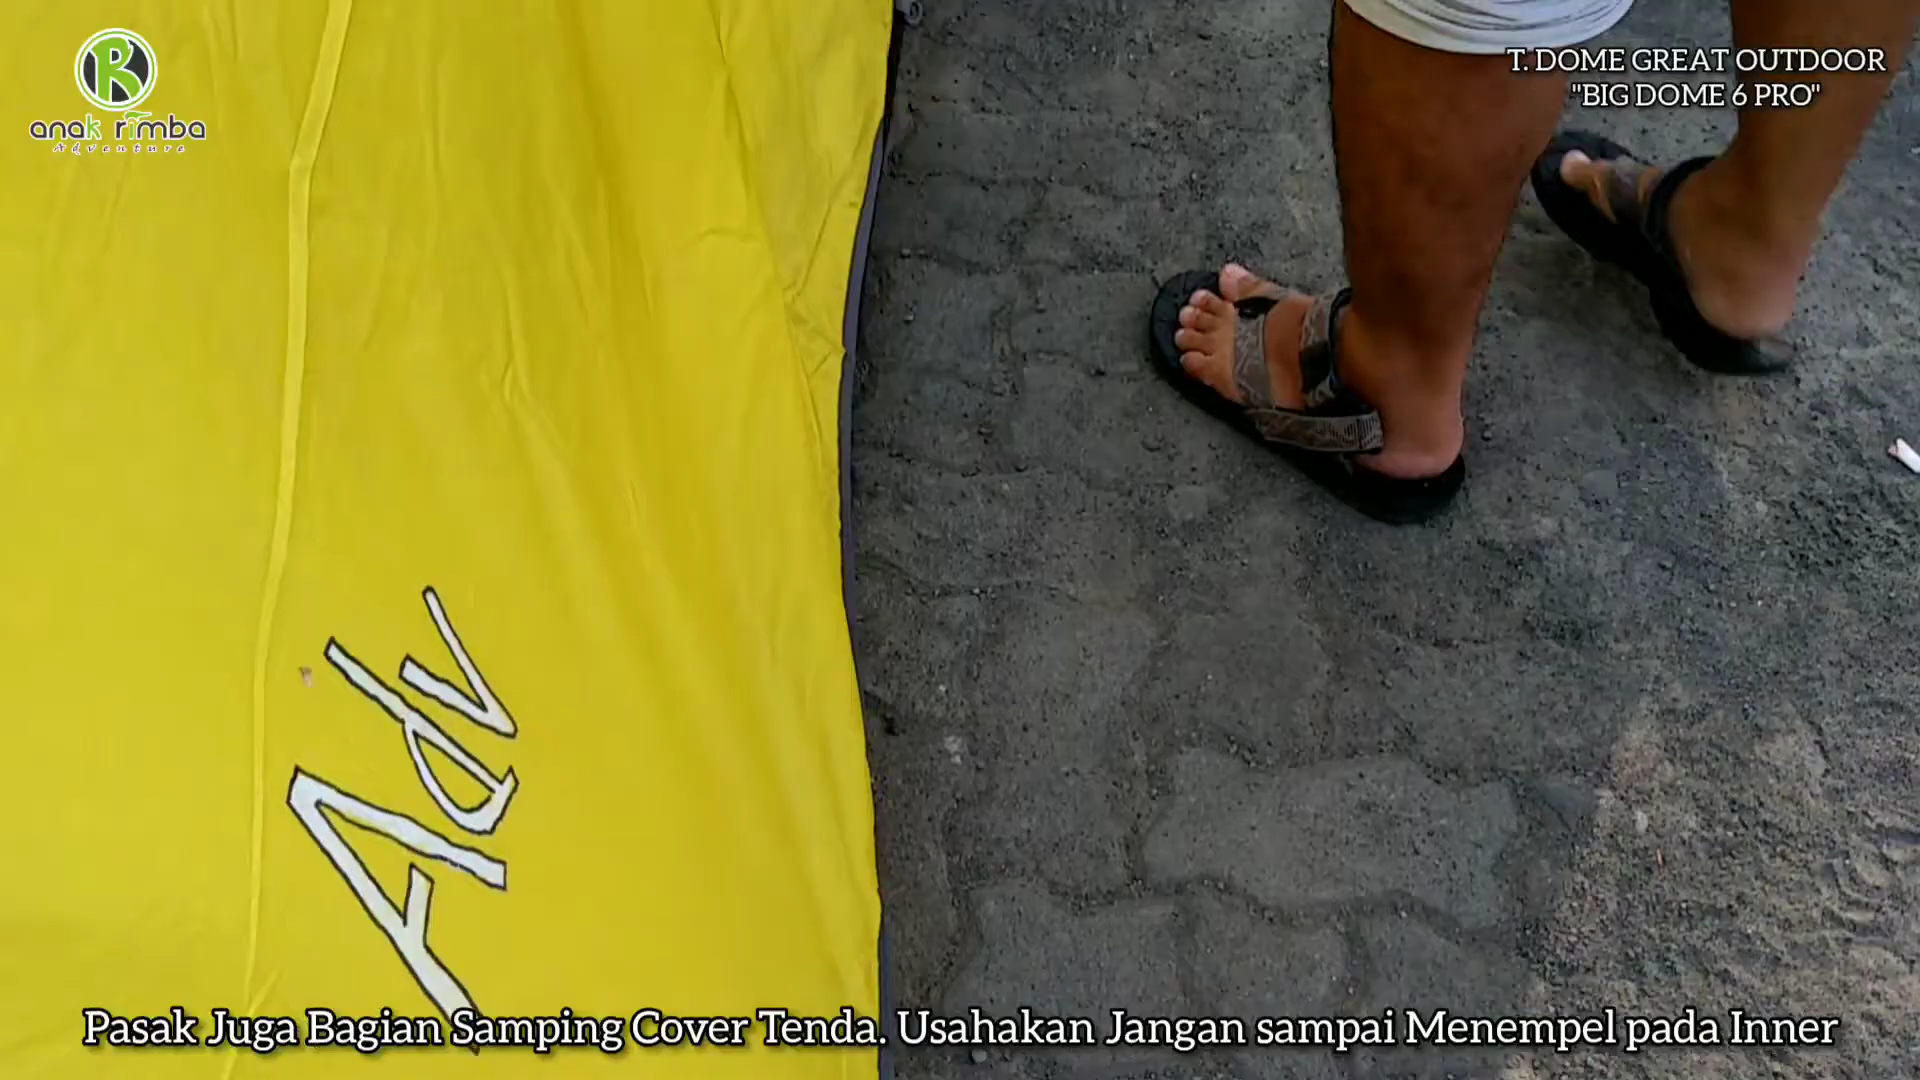 R
anak rimba
Adventure
T. DOME GREAT OUTDOOR
"BIG DOME 6 PRO"
Adv
Pasak Juga Bagian Samping Cover Tenda. Usahakan Jangan sampai Menempel pada Inner